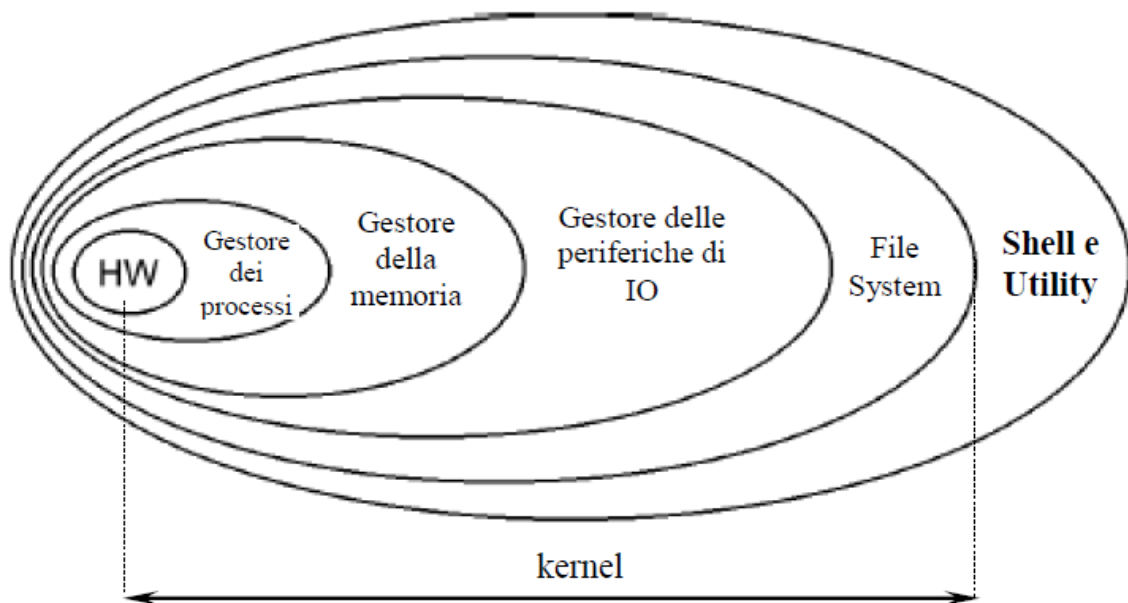 HW
Gestore
dei
processi
Gestore
della
memoria
Gestore delle
periferiche di
IO
File
System
Shell e
Utility
kernel